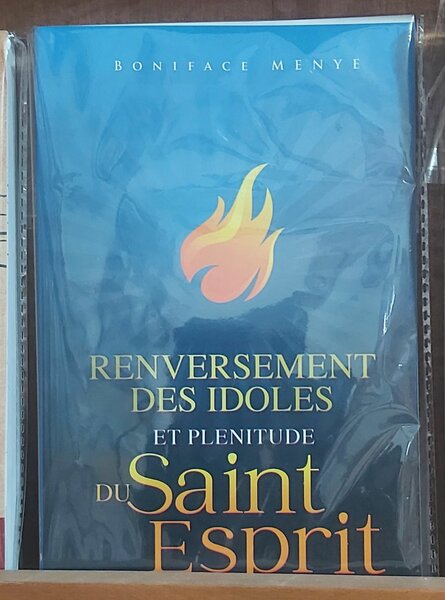 BONIFACE MENYE
RENVERSEMENT
DES IDOLES
ET PLENITUDE
DU Saint
Esprit